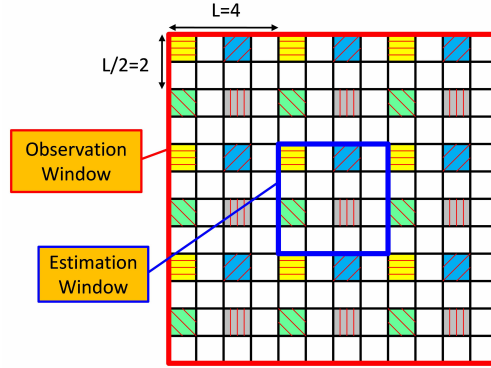 L=4
L/2=2
Observation
Window
Estimation
Window